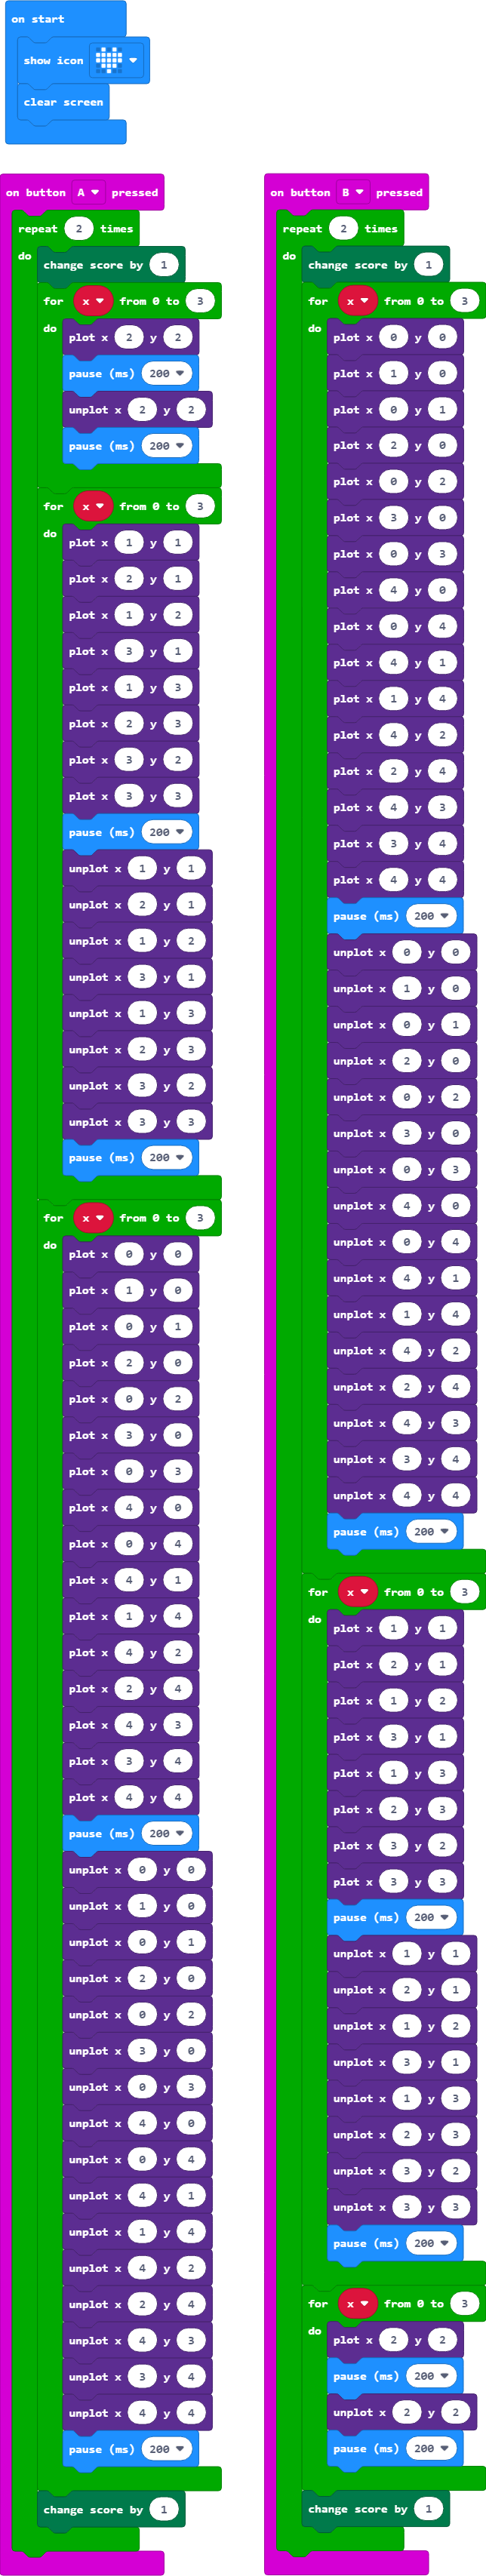 on start
show icon
clear screen
on button A pressed
repeat 2 times
do
change score by 1
for x from 0 to 3
do
plot x 2 y 2
pause (ms) 200
unplot x 2 y 2
pause (ms) 200
for x from 0 to 3
do
plot x 1 y 1
plot x 2 y 1
plot x 1 y 2
plot x 3 y 1
plot x 1 y 3
plot x 2 y 3
plot x 3 y 2
plot x 3 y 3
pause (ms) 200
unplot x 1 y 1
unplot x 2 y 1
unplot x 1 y 2
unplot x 3 y 1
unplot x 1 y 3
unplot x 2 y 3
unplot x 3 y 2
unplot x 3 y 3
pause (ms) 200
for x from 0 to 3
do
plot x 0 y 0
plot x 1 y 0
plot x 0 y 1
plot x 2 y 0
plot x 0 y 2
plot x 3 y 0
plot x 0 y 3
plot x 4 y 0
plot x 0 y 4
plot x 4 y 1
plot x 1 y 4
plot x 4 y 2
plot x 2 y 4
plot x 4 y 3
plot x 3 y 4
plot x 4 y 4
pause (ms) 200
unplot x 0 y 0
unplot x 1 y 0
unplot x 0 y 1
unplot x 2 y 0
unplot x 0 y 2
unplot x 3 y 0
unplot x 0 y 3
unplot x 4 y 0
unplot x 0 y 4
unplot x 4 y 1
unplot x 1 y 4
unplot x 4 y 2
unplot x 2 y 4
unplot x 4 y 3
unplot x 3 y 4
unplot x 4 y 4
pause (ms) 200
change score by 1
on button B pressed
repeat 2 times
do
change score by 1
for x from 0 to 3
do
plot x 0 y 0
plot x 1 y 0
plot x 0 y 1
plot x 2 y 0
plot x 0 y 2
plot x 3 y 0
plot x 0 y 3
plot x 4 y 0
plot x 0 y 4
plot x 4 y 1
plot x 1 y 4
plot x 4 y 2
plot x 2 y 4
plot x 4 y 3
plot x 3 y 4
plot x 4 y 4
pause (ms) 200
unplot x 0 y 0
unplot x 1 y 0
unplot x 0 y 1
unplot x 2 y 0
unplot x 0 y 2
unplot x 3 y 0
unplot x 0 y 3
unplot x 4 y 0
unplot x 0 y 4
unplot x 4 y 1
unplot x 1 y 4
unplot x 4 y 2
unplot x 2 y 4
unplot x 4 y 3
unplot x 3 y 4
unplot x 4 y 4
pause (ms) 200
for x from 0 to 3
do
plot x 1 y 1
plot x 2 y 1
plot x 1 y 2
plot x 3 y 1
plot x 1 y 3
plot x 2 y 3
plot x 3 y 2
plot x 3 y 3
pause (ms) 200
unplot x 1 y 1
unplot x 2 y 1
unplot x 1 y 2
unplot x 3 y 1
unplot x 1 y 3
unplot x 2 y 3
unplot x 3 y 2
unplot x 3 y 3
pause (ms) 200
for x from 0 to 3
do
plot x 2 y 2
pause (ms) 200
unplot x 2 y 2
pause (ms) 200
change score by 1